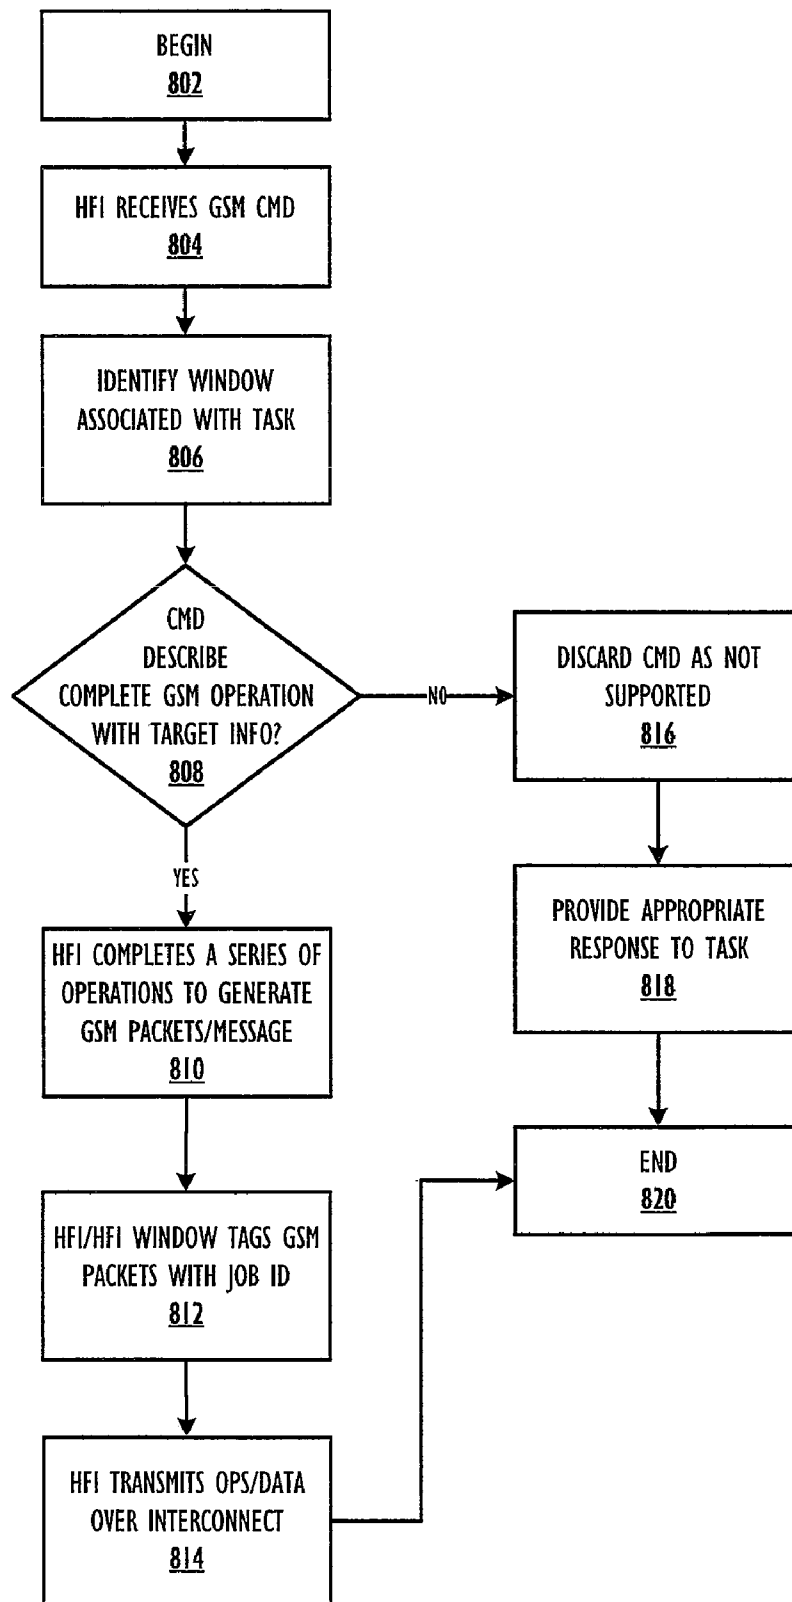 BEGIN
802
HFI RECEIVES GSM CMD
804
IDENTIFY WINDOW
ASSOCIATED WITH TASK
806
CMD
DESCRIBE
COMPLETE GSM OPERATION
WITH TARGET INFO?
808
NO
DISCARD CMD AS NOT
SUPPORTED
816
YES
PROVIDE APPROPRIATE
RESPONSE TO TASK
818
HFI COMPLETES A SERIES OF
OPERATIONS TO GENERATE
GSM PACKETS/MESSAGE
810
END
820
HFI/HFI WINDOW TAGS GSM
PACKETS WITH JOB ID
812
HFI TRANSMITS OPS/DATA
OVER INTERCONNECT
814